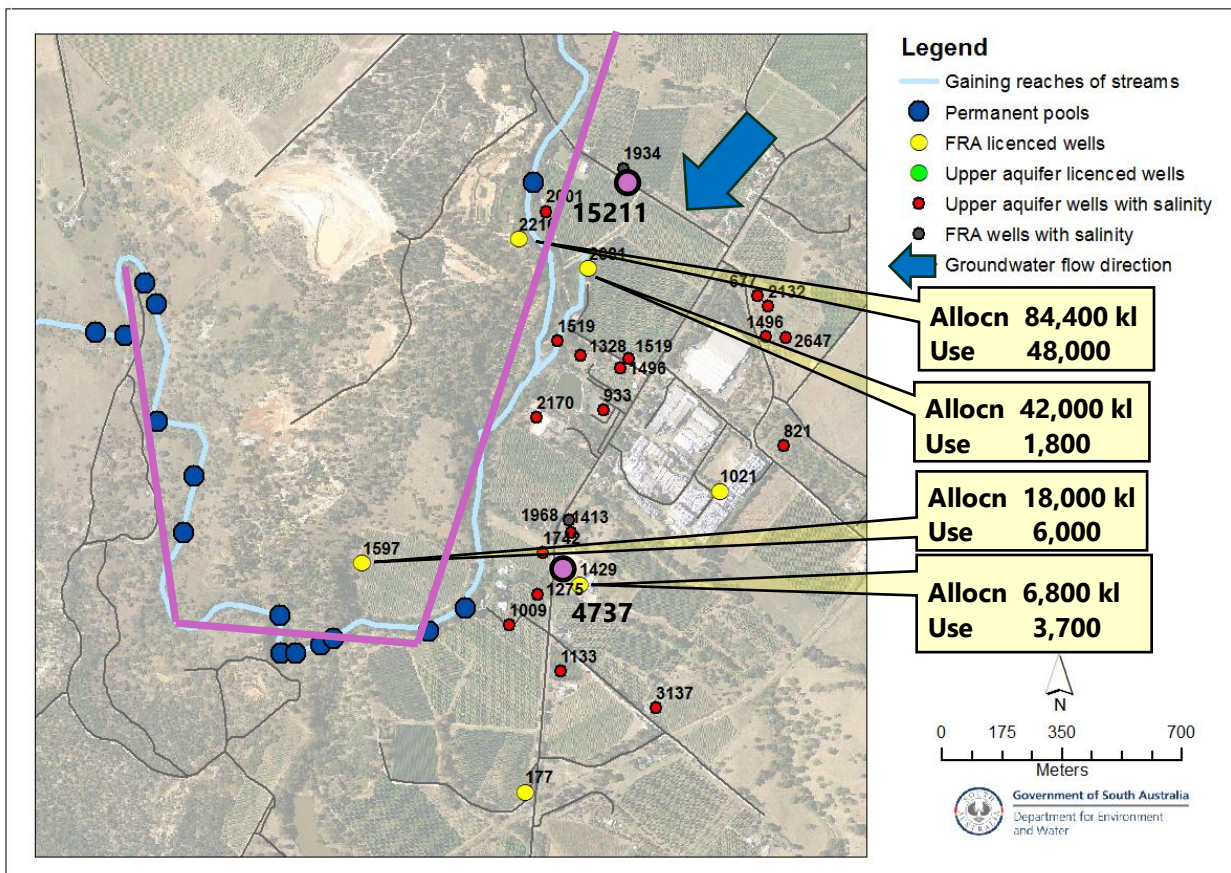 Legend
Gaining reaches of streams
Permanent pools
FRA licenced wells
Upper aquifer licenced wells
Upper aquifer wells with salinity
FRA wells with salinity
Groundwater flow direction
1934
15211
2001
2081
677
2132
1496
2647
1519
1328
1519
1496
933
2170
821
1021
1968
1413
1742
1597
1429
1275
4737
1009
1133
3137
177
Allocn 84,400 kl
Use 48,000
Allocn 42,000 kl
Use 1,800
Allocn 18,000 kl
Use 6,000
Allocn 6,800 kl
Use 3,700
N
0 175 350 700
Meters
SOUTH AUSTRALIA
Government of South Australia
Department for Environment
and Water